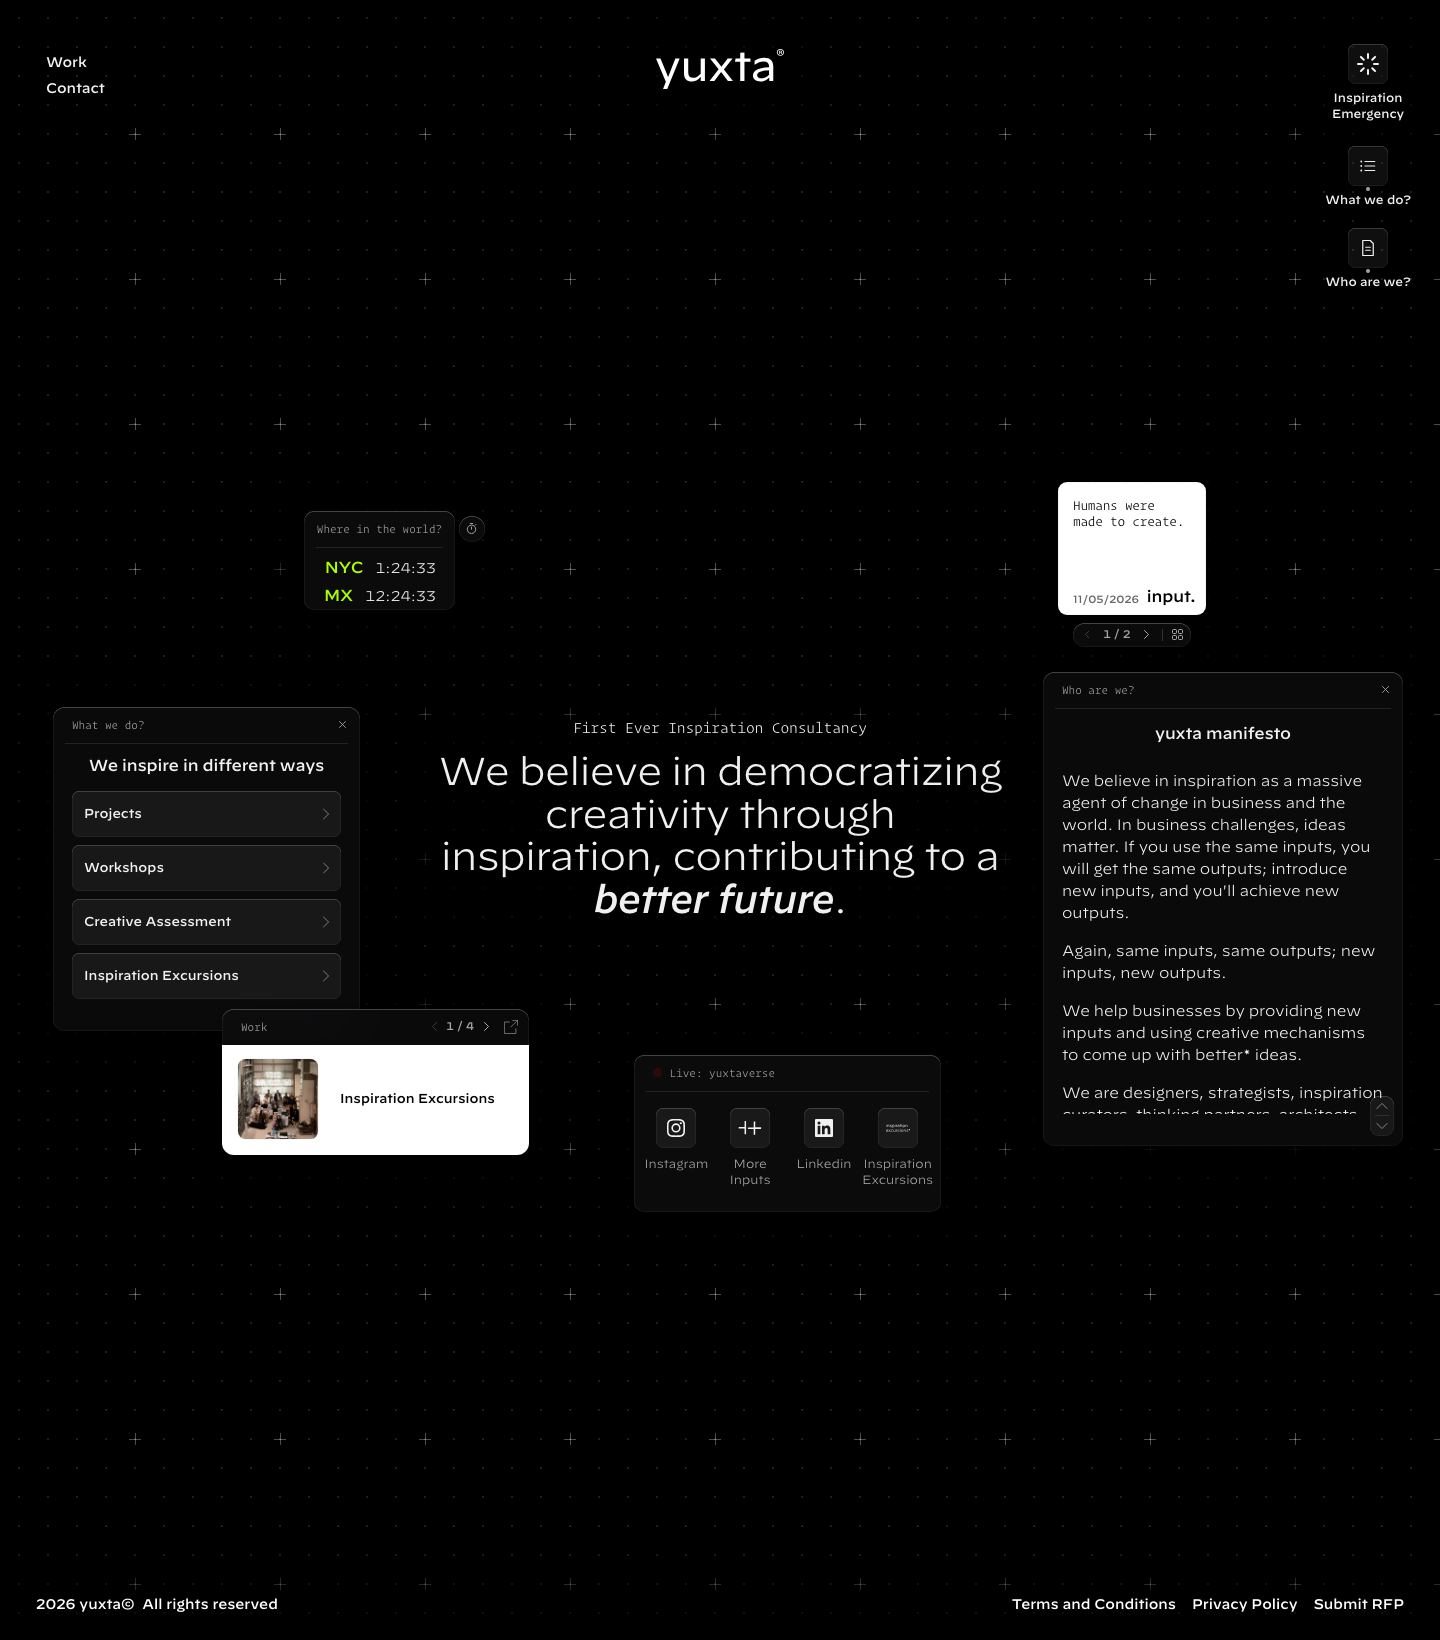 Work
Contact
yuxta®
Inspiration
Emergency
What we do?
Who are we?
Where in the world?
NYC 1:24:33
MX 12:24:33
Humans were
made to create.
11/05/2026 input.
1 / 2
What we do?
We inspire in different ways
Projects
Workshops
Creative Assessment
Inspiration Excursions
Work
1 / 4
Inspiration Excursions
First Ever Inspiration Consultancy
We believe in democratizing
creativity through
inspiration, contributing to a
better future.
Live: yuxtaverse
inspiration
excursions
Instagram
More
Inputs
Linkedin
Inspiration
Excursions
Who are we?
yuxta manifesto
We believe in inspiration as a massive
agent of change in business and the
world. In business challenges, ideas
matter. If you use the same inputs, you
will get the same outputs; introduce
new inputs, and you'll achieve new
outputs.
Again, same inputs, same outputs; new
inputs, new outputs.
We help businesses by providing new
inputs and using creative mechanisms
to come up with better* ideas.
We are designers, strategists, inspiration
curators, thinking partners, architects
2026 yuxta© All rights reserved
Terms and Conditions Privacy Policy Submit RFP